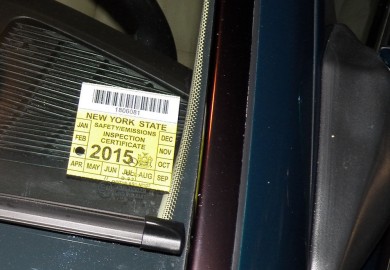 1808081
NEW YORK STATE
JAN SAFETY/EMISSIONS DEC
FEB INSPECTION NOV
CERTIFICATE
2015 OCT
APR MAY JUN JUL AUG SEP